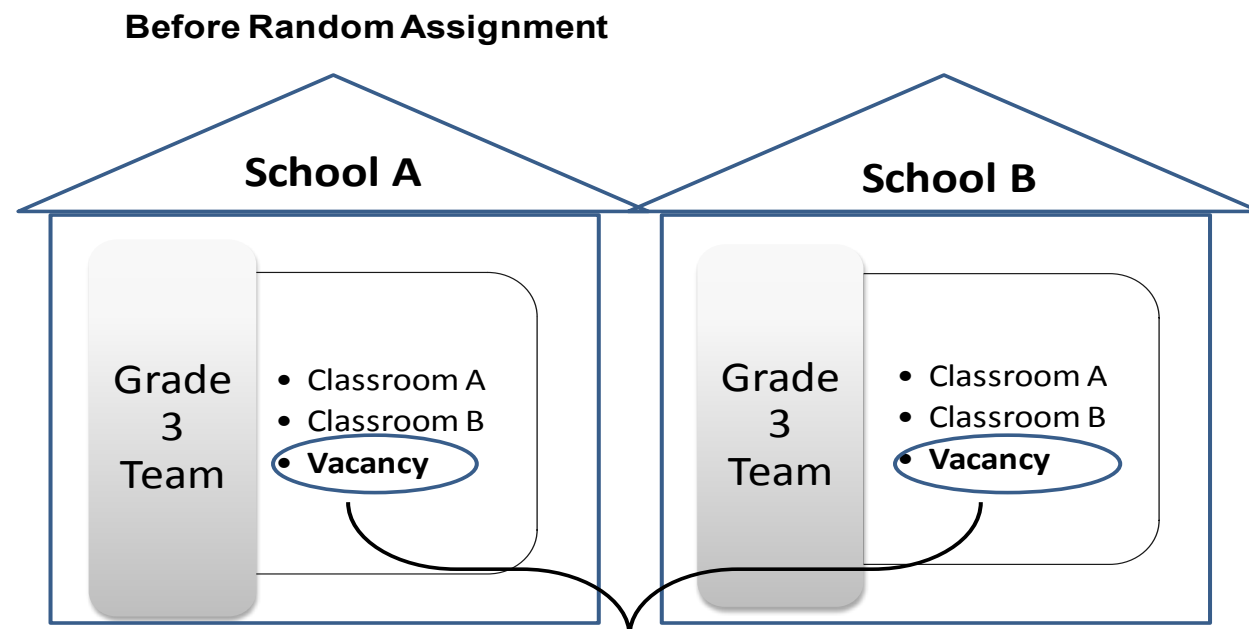 Before Random Assignment
School A
Grade
3
Team
• Classroom A
• Classroom B
• Vacancy
School B
Grade
3
Team
• Classroom A
• Classroom B
• Vacancy